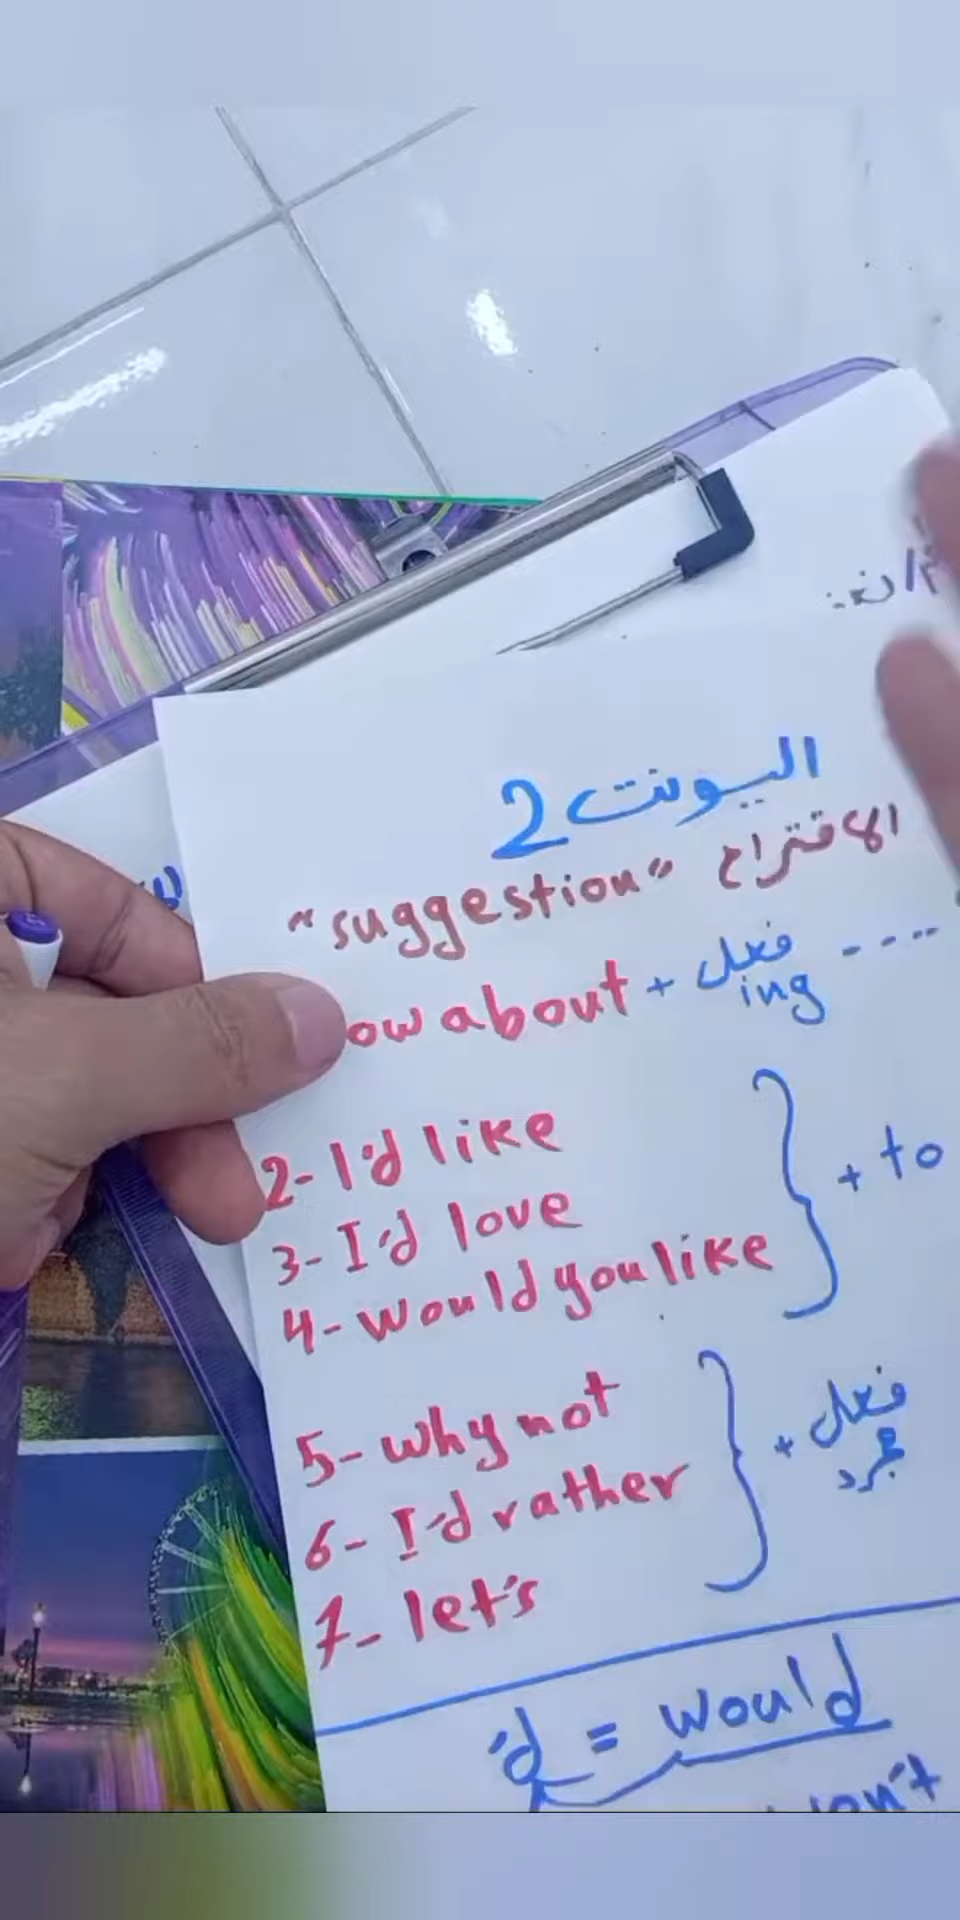 اليونت 2
الاقتراح "suggestion"
ow about + فعل ing ....
2- I'd like
3- I'd love
4- would you like
+ to
5- why not
6- I'd rather
7- let's
+ فعل مجرد
'd = would